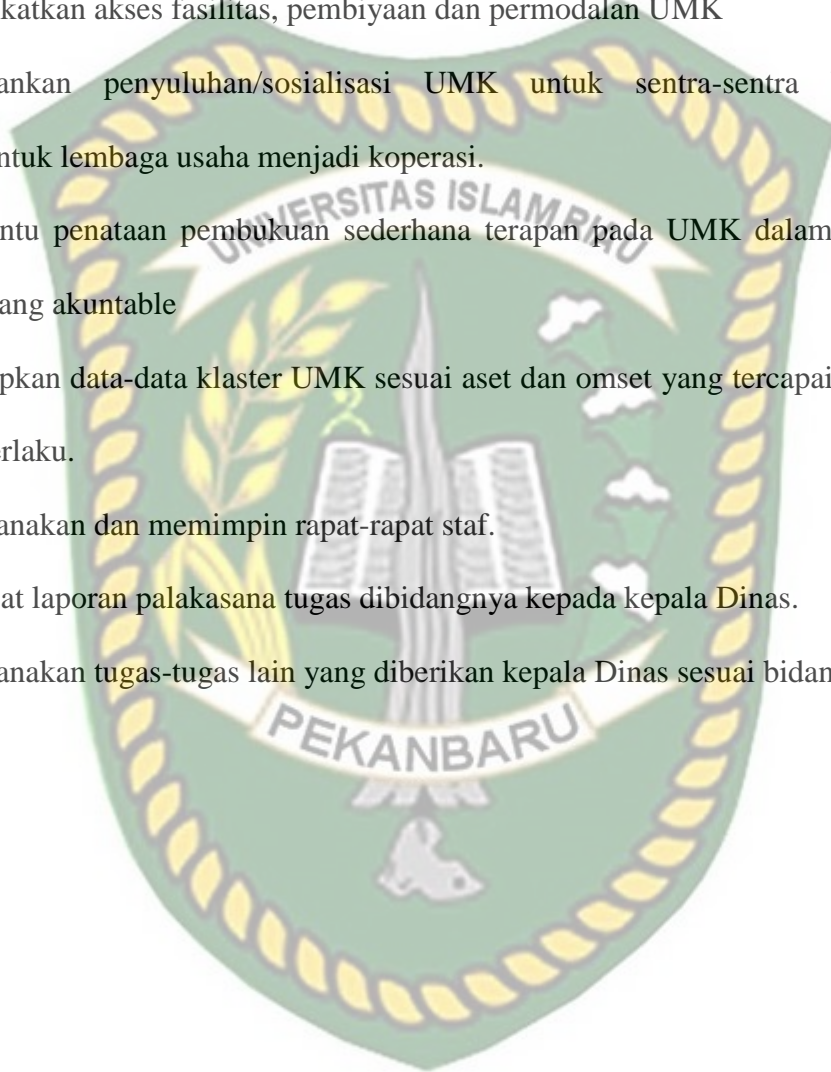 katkan akses fasilitas, pembiyaan dan permodalan UMK
ankan penyuluhan/sosialisasi UMK untuk sentra-sentra
ntuk lembaga usaha menjadi koperasi.
UNIVERSITAS ISLAM RIAU
ntu penataan pembukuan sederhana terapan pada UMK dalam
ang akuntable
pkan data-data klaster UMK sesuai aset dan omset yang tercapai
erlaku.
anakan dan memimpin rapat-rapat staf.
at laporan palakasana tugas dibidangnya kepada kepala Dinas.
anakan tugas-tugas lain yang diberikan kepala Dinas sesuai bidan
PEKANBARU